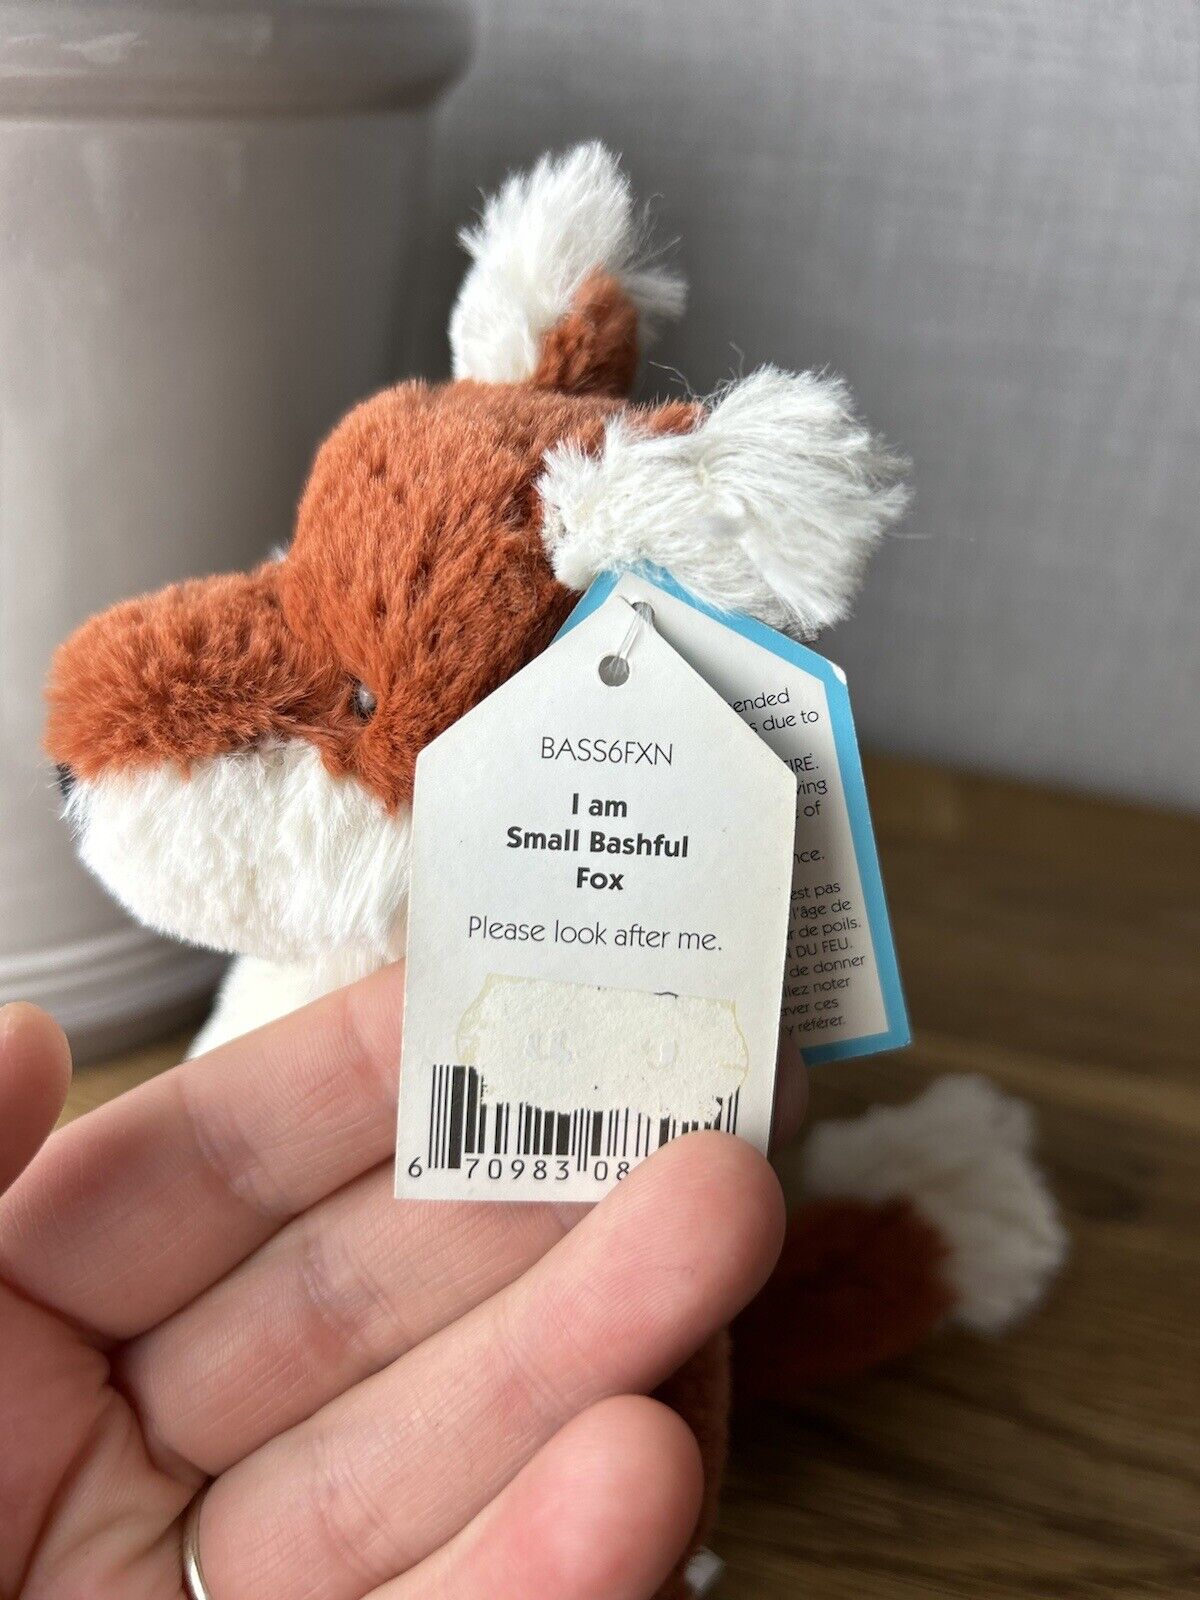 BASS6FXN
I am
Small Bashful
Fox
Please look after me.
6 70983 08
ended
due to
FIRE.
ving
of
nce.
est pas
l'âge de
r de poils.
DU FEU.
de donner
llez noter
rver ces
y référer.